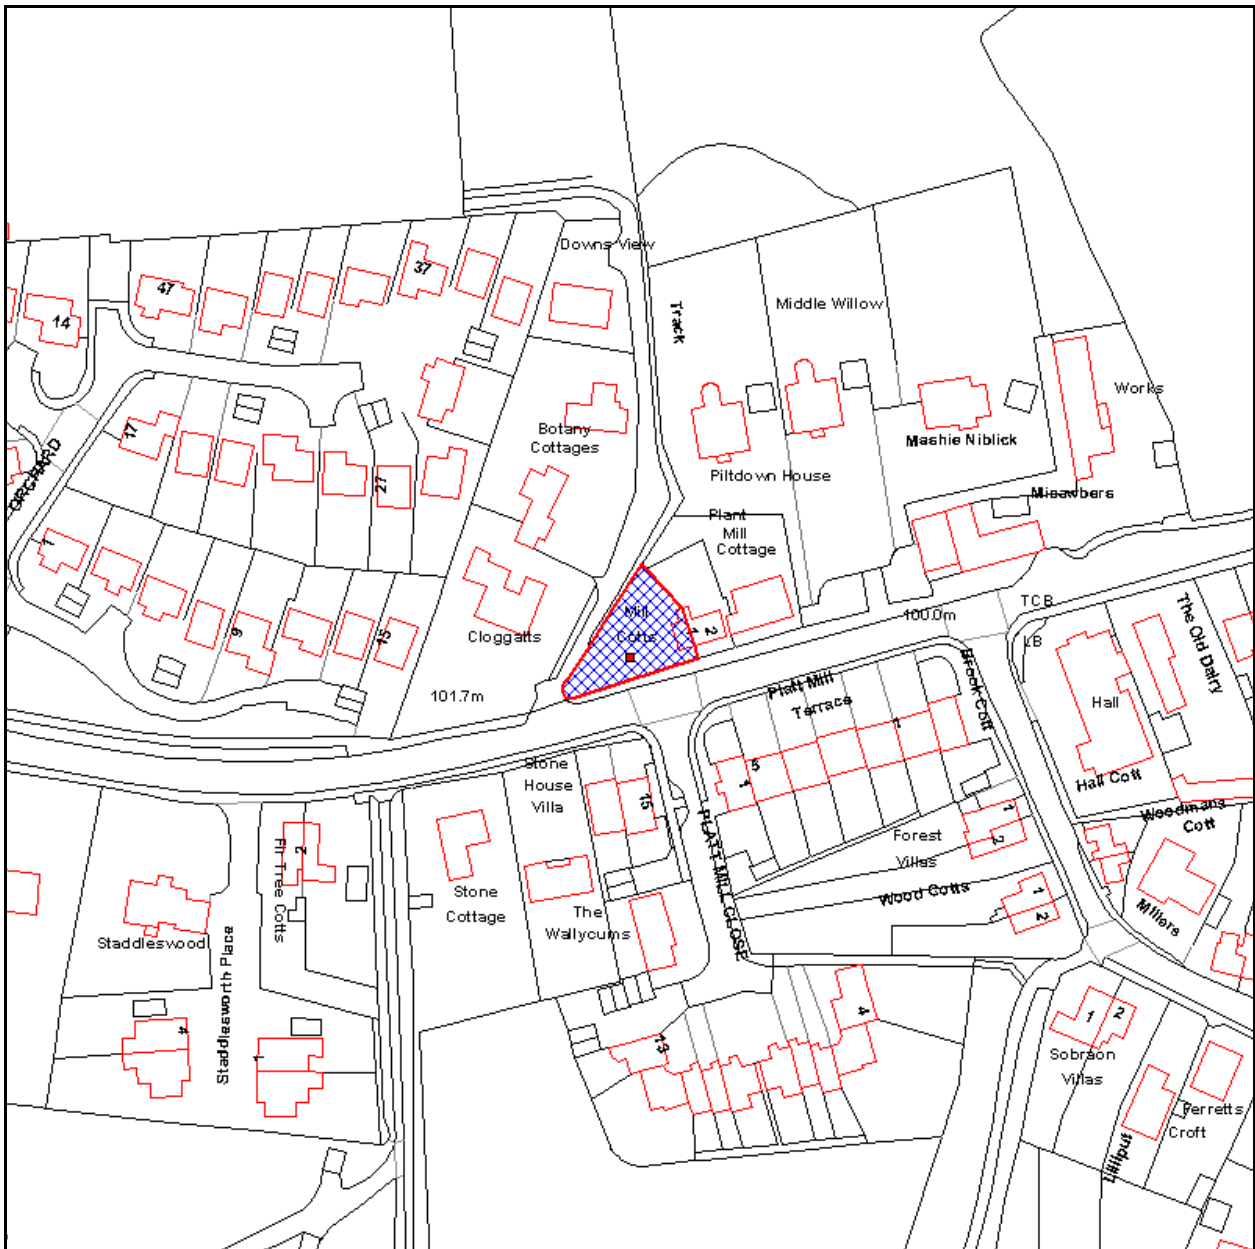 Downs View
Track
Middle Willow
37
47
14
Works
17
Botany
Cottages
27
Mashie Niblick
Piltdown House
ORCHARD
Micawbers
Plant
Mill
Cottage
1
100.0m
TCB
Mill
Cotts
1
2
9
15
Cloggatts
LB
The Old Dairy
101.7m
Platt Mill
Terrace
Brook Cott
Hall
1
5
7
Stone
House
Villa
15
Hall Cott
Woodmans
Cott
PLATT MILL CLOSE
Forest
Villas
1
2
2
Fir Tree Cotts
Stone
Cottage
The
Wallycums
Wood Cotts
1
2
Millers
Staddleswood
Staddlesworth Place
4
1
13
4
1
2
Sobraon
Villas
Ferretts
Croft
Lilliput